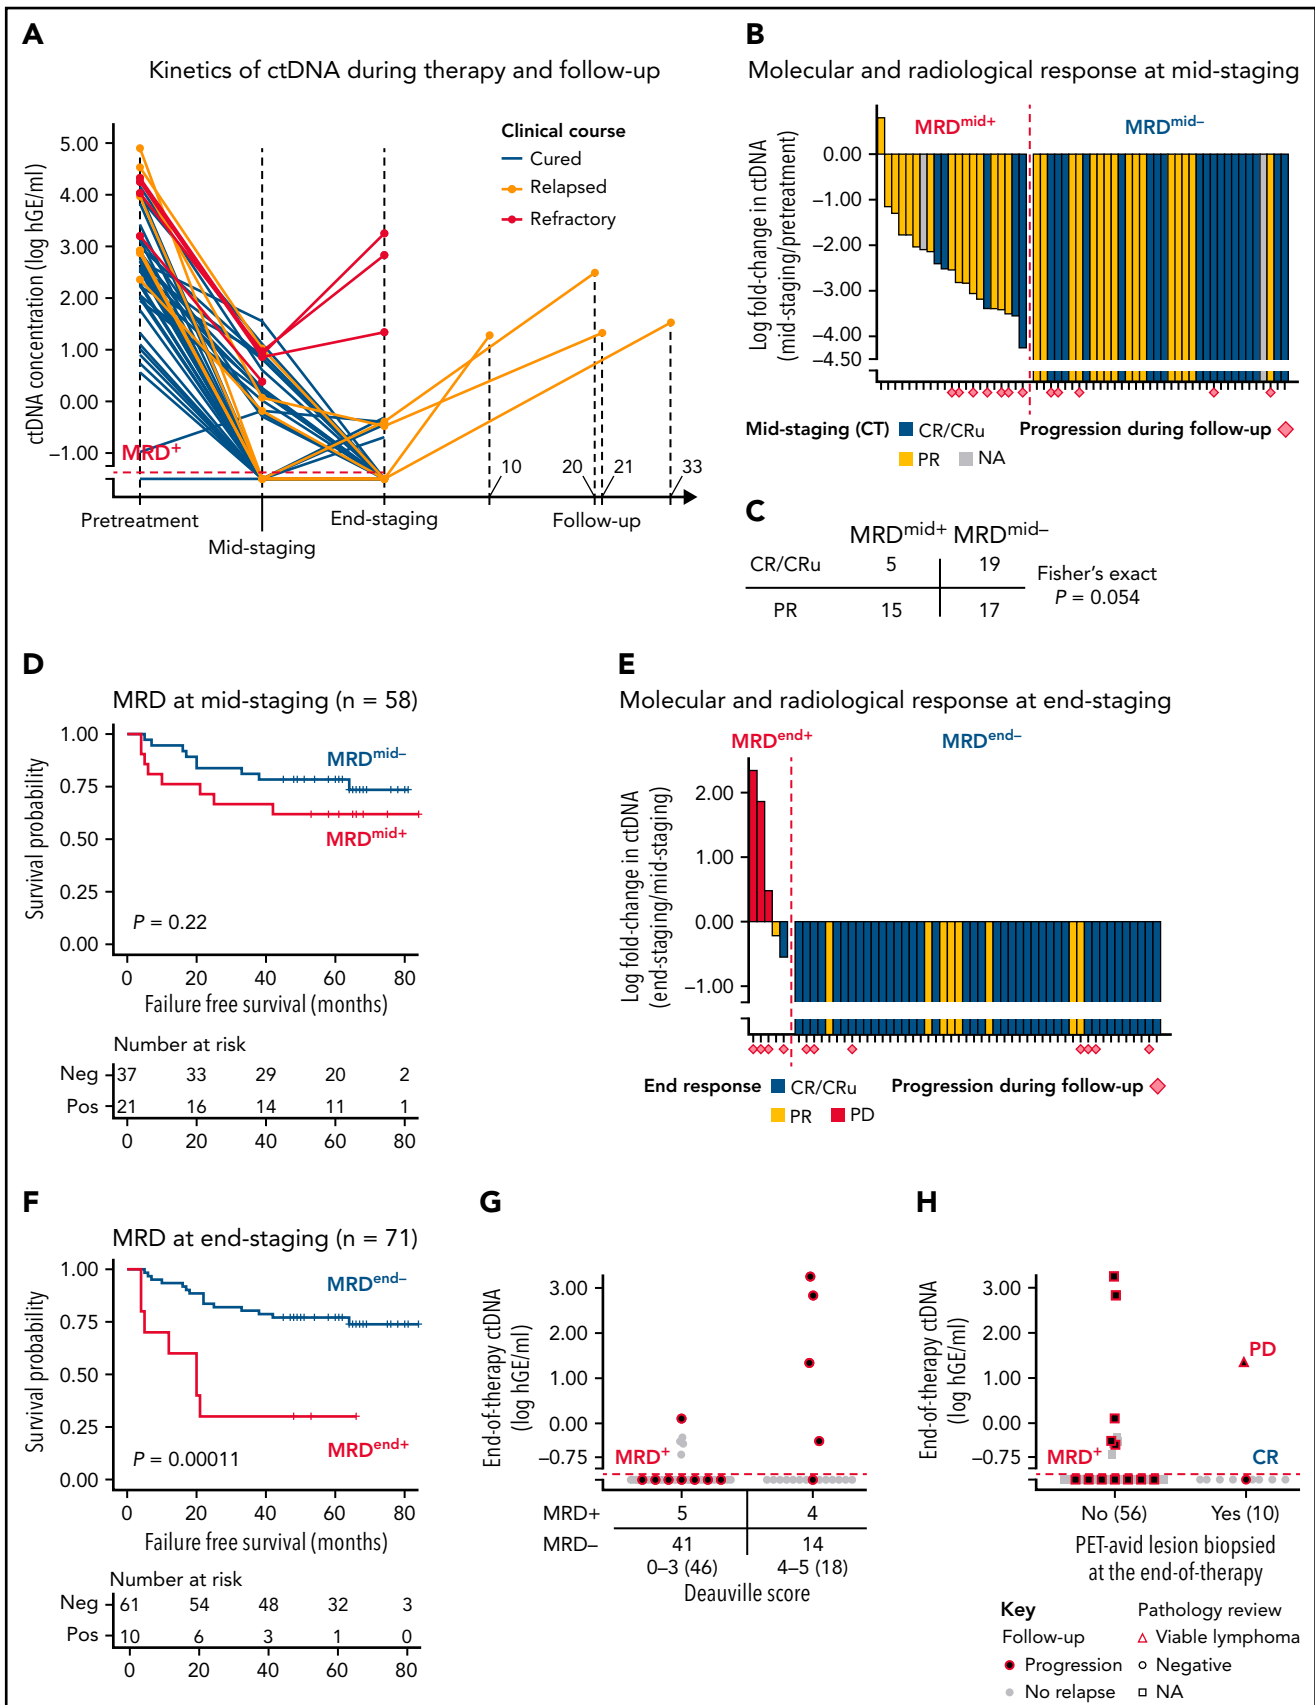 A
Kinetics of ctDNA during therapy and follow-up
ctDNA concentration (log hGE/ml)
5.00
4.00
3.00
2.00
1.00
0.00
–1.00
MRD+
Clinical course
Cured
Relapsed
Refractory
10
20
21
33
Pretreatment
Mid-staging
End-staging
Follow-up
B
Molecular and radiological response at mid-staging
MRDmid+
MRDmid–
Log fold-change in ctDNA
(mid-staging/pretreatment)
0.00
–1.00
–2.00
–3.00
–4.00
–4.50
Mid-staging (CT)
CR/CRu
PR
NA
Progression during follow-up
C
MRDmid+ MRDmid–
CR/CRu 5 19
PR 15 17
Fisher's exact
P = 0.054
D
MRD at mid-staging (n = 58)
Survival probability
1.00
0.75
0.50
0.25
0.00
MRDmid–
MRDmid+
P = 0.22
0 20 40 60 80
Failure free survival (months)
Number at risk
Neg 37 33 29 20 2
Pos 21 16 14 11 1
0 20 40 60 80
E
Molecular and radiological response at end-staging
MRDend+
MRDend–
Log fold-change in ctDNA
(end-staging/mid-staging)
2.00
1.00
0.00
–1.00
End response
CR/CRu
PR
PD
Progression during follow-up
F
MRD at end-staging (n = 71)
Survival probability
1.00
0.75
0.50
0.25
0.00
MRDend–
MRDend+
P = 0.00011
0 20 40 60 80
Failure free survival (months)
Number at risk
Neg 61 54 48 32 3
Pos 10 6 3 1 0
0 20 40 60 80
G
End-of-therapy ctDNA
(log hGE/ml)
3.00
2.00
1.00
0.00
–0.75
MRD+
MRD+ 5 4
MRD– 41 14
0–3 (46) 4–5 (18)
Deauville score
H
End-of-therapy ctDNA
(log hGE/ml)
3.00
2.00
1.00
0.00
–0.75
MRD+
PD
CR
No (56) Yes (10)
PET-avid lesion biopsied
at the end-of-therapy
Key
Follow-up
Progression
No relapse
Pathology review
Viable lymphoma
Negative
NA